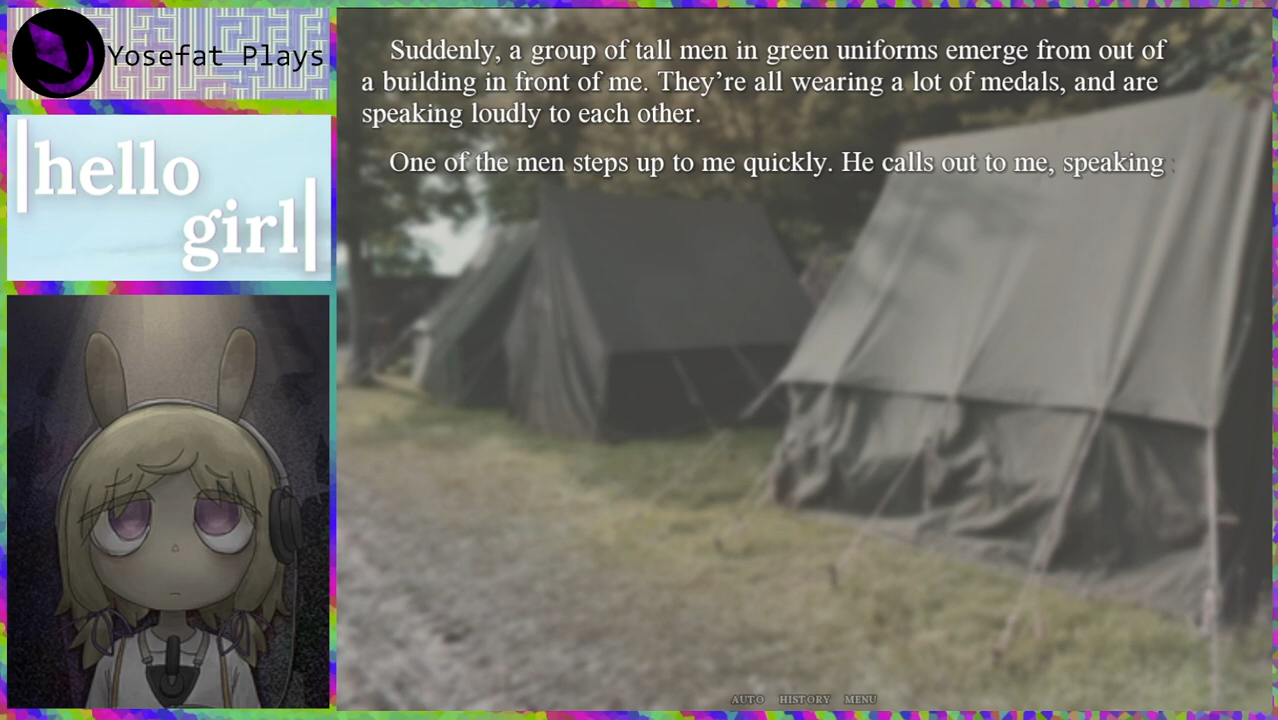 Yosefat Plays
hello
girl
Suddenly, a group of tall men in green uniforms emerge from out of
a building in front of me. They’re all wearing a lot of medals, and are
speaking loudly to each other.
One of the men steps up to me quickly. He calls out to me, speaking
AUTO HISTORY MENU